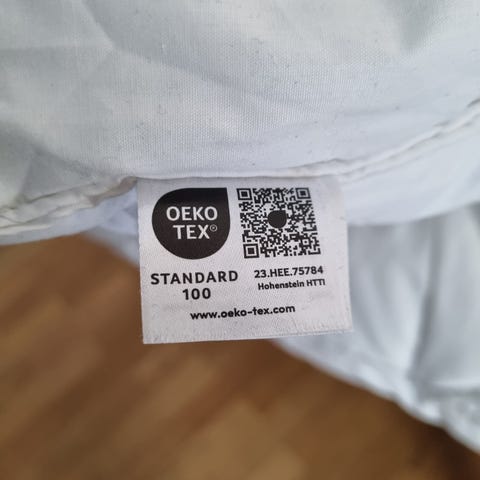 OEKO
TEX®
STANDARD
100
23.HEE.75784
Hohenstein HTTI
www.oeko-tex.com